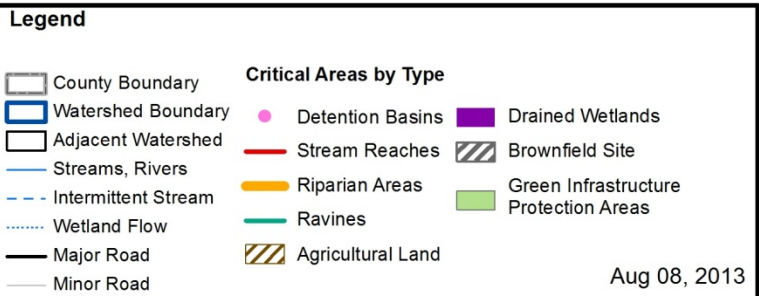 Legend
County Boundary
Watershed Boundary
Adjacent Watershed
Streams, Rivers
Intermittent Stream
Wetland Flow
Major Road
Minor Road
Critical Areas by Type
Detention Basins
Stream Reaches
Riparian Areas
Ravines
Agricultural Land
Drained Wetlands
Brownfield Site
Green Infrastructure
Protection Areas
Aug 08, 2013